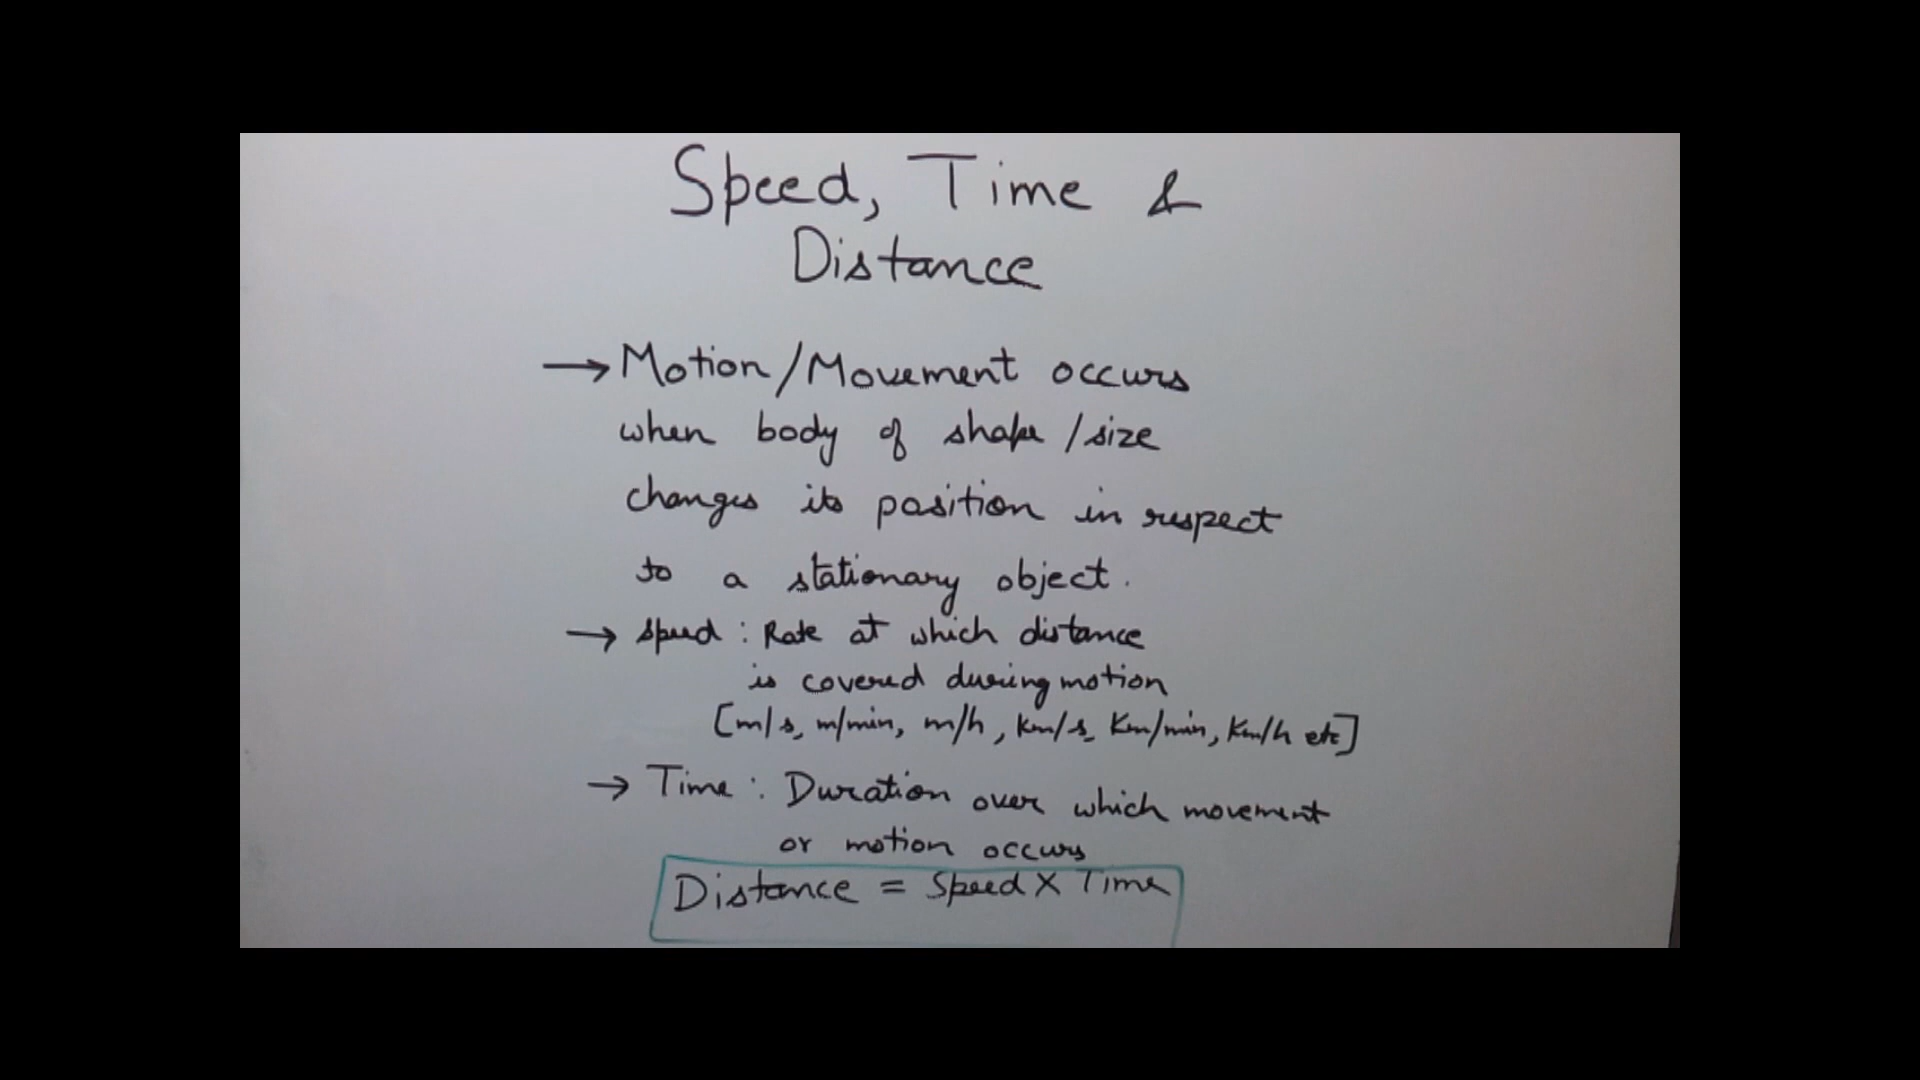 Speed, Time &
Distance
→ Motion/Movement occurs
when body of shape/size
changes its position in respect
to a stationary object.
→ Speed : Rate at which distance
is covered during motion
[m/s, m/min, m/h, km/s, Km/min, Km/h etc]
→ Time : Duration over which movement
or motion occurs
Distance = Speed X Time